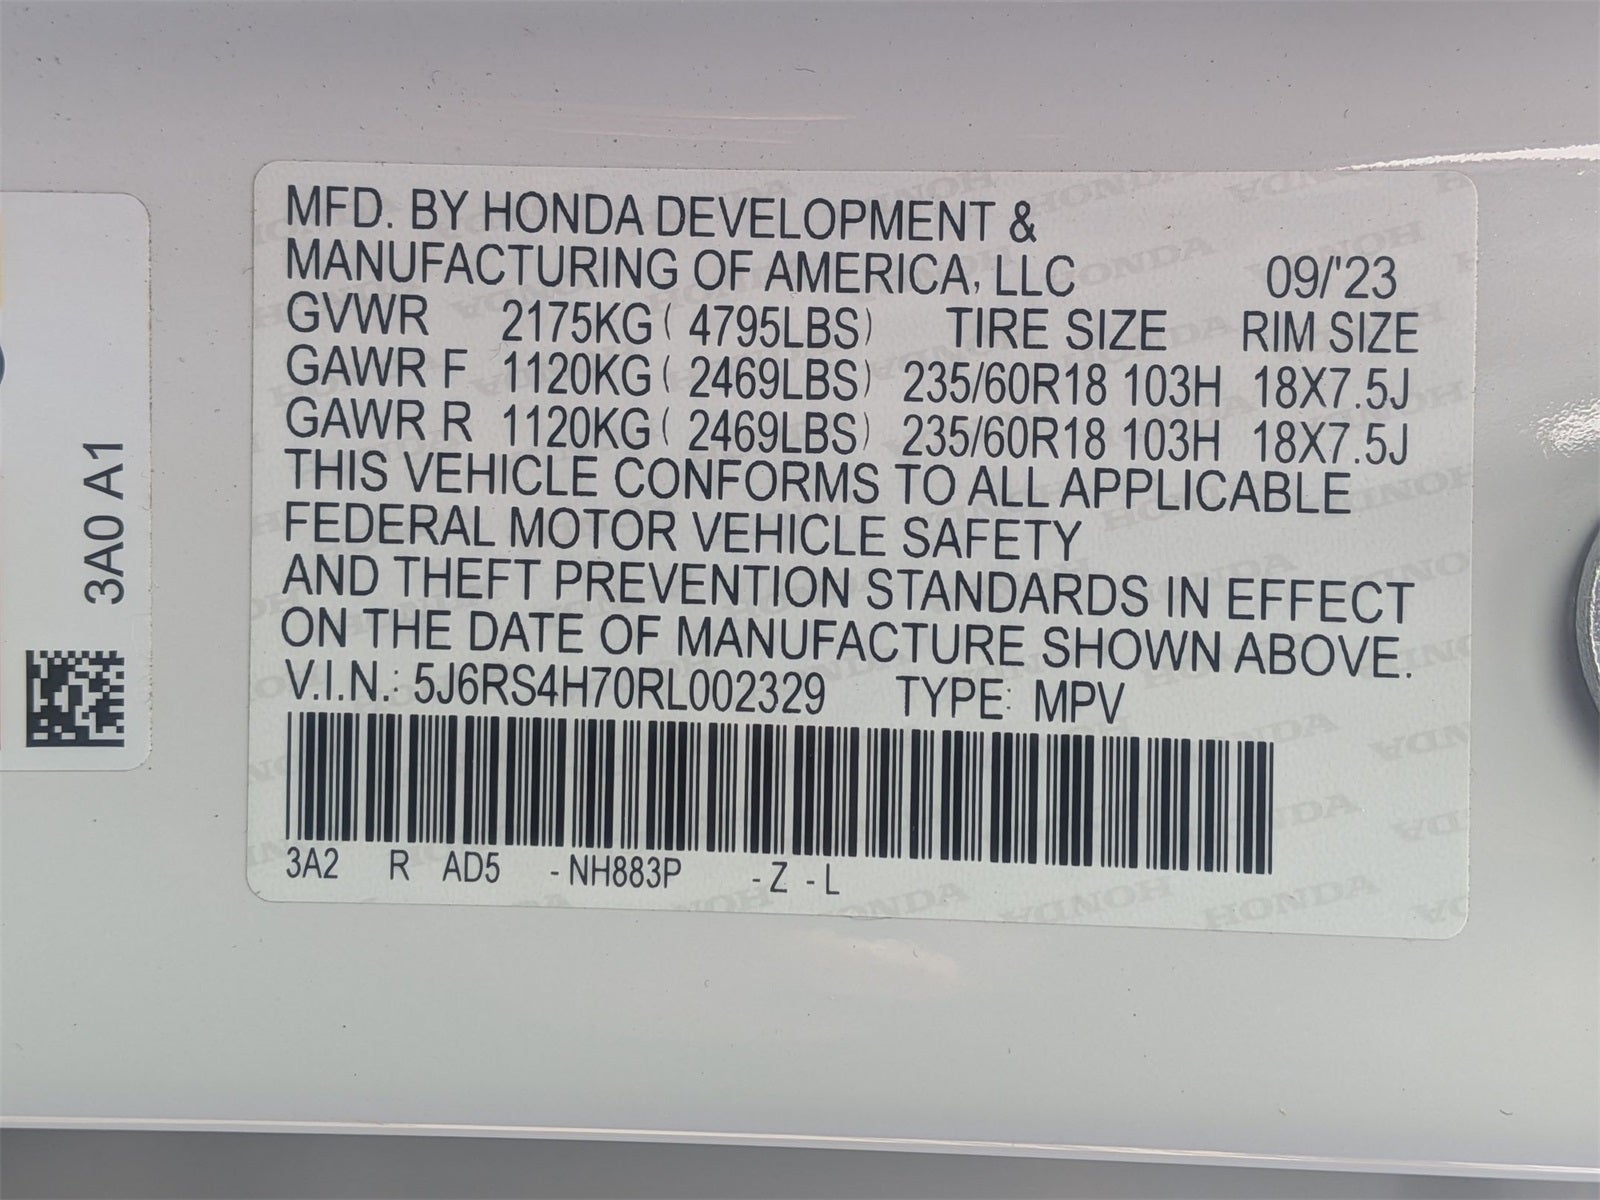 MFD. BY HONDA DEVELOPMENT &
MANUFACTURING OF AMERICA, LLC 09/'23
GVWR 2175KG ( 4795LBS) TIRE SIZE RIM SIZE
GAWR F 1120KG ( 2469LBS) 235/60R18 103H 18X7.5J
GAWR R 1120KG ( 2469LBS) 235/60R18 103H 18X7.5J
THIS VEHICLE CONFORMS TO ALL APPLICABLE
FEDERAL MOTOR VEHICLE SAFETY
AND THEFT PREVENTION STANDARDS IN EFFECT
ON THE DATE OF MANUFACTURE SHOWN ABOVE.
V.I.N.: 5J6RS4H70RL002329 TYPE: MPV
3A2 R AD5 -NH883P -Z -L
3A0 A1